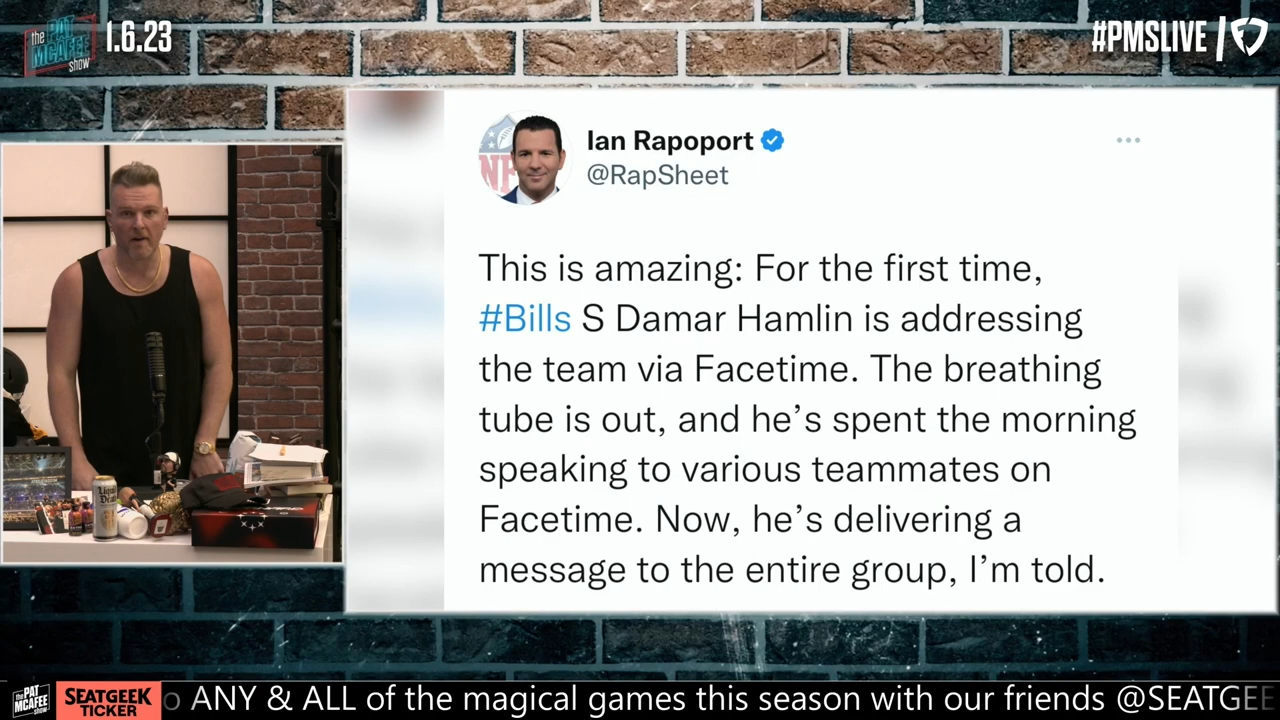 the PAT MCAFEE show
1.6.23
#PMSLIVE
Ian Rapoport
@RapSheet
This is amazing: For the first time,
#Bills S Damar Hamlin is addressing
the team via Facetime. The breathing
tube is out, and he’s spent the morning
speaking to various teammates on
Facetime. Now, he’s delivering a
message to the entire group, I’m told.
Liquid Death
the PAT MCAFEE show
SEATGEEK
TICKER
o ANY & ALL of the magical games this season with our friends @SEATGEE